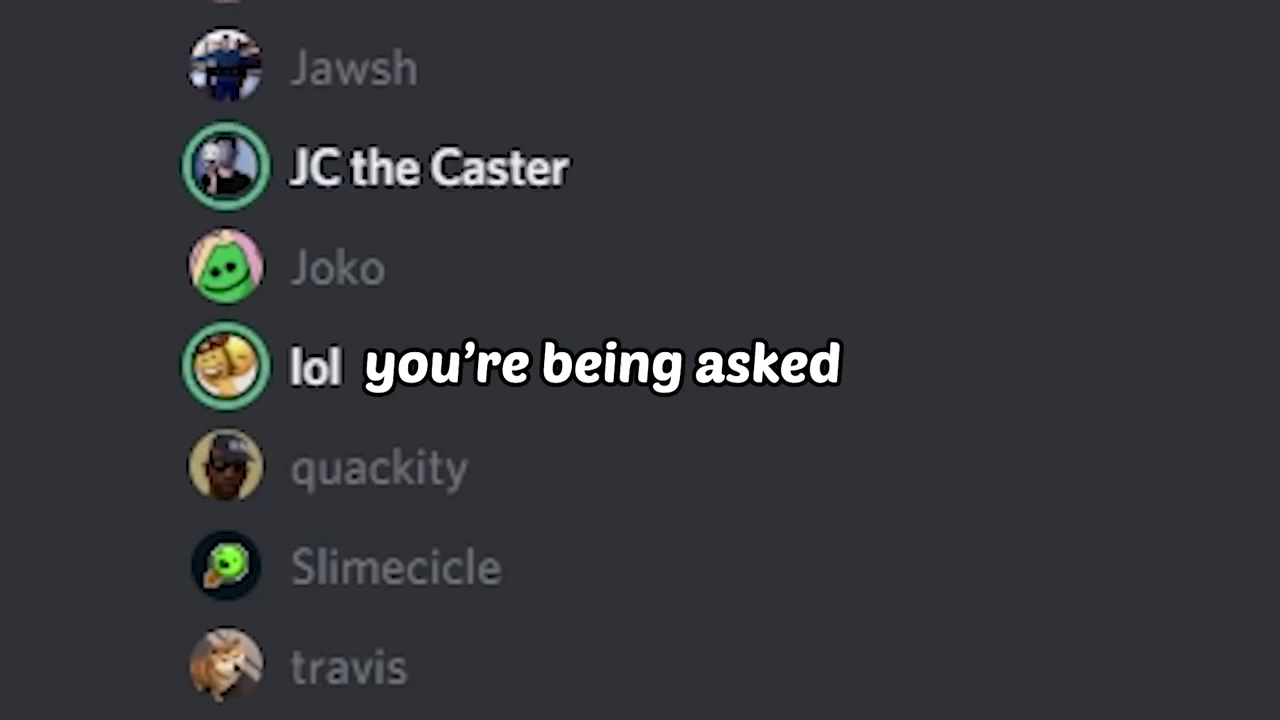 Jawsh
JC the Caster
Joko
lol you’re being asked
quackity
Slimecicle
travis